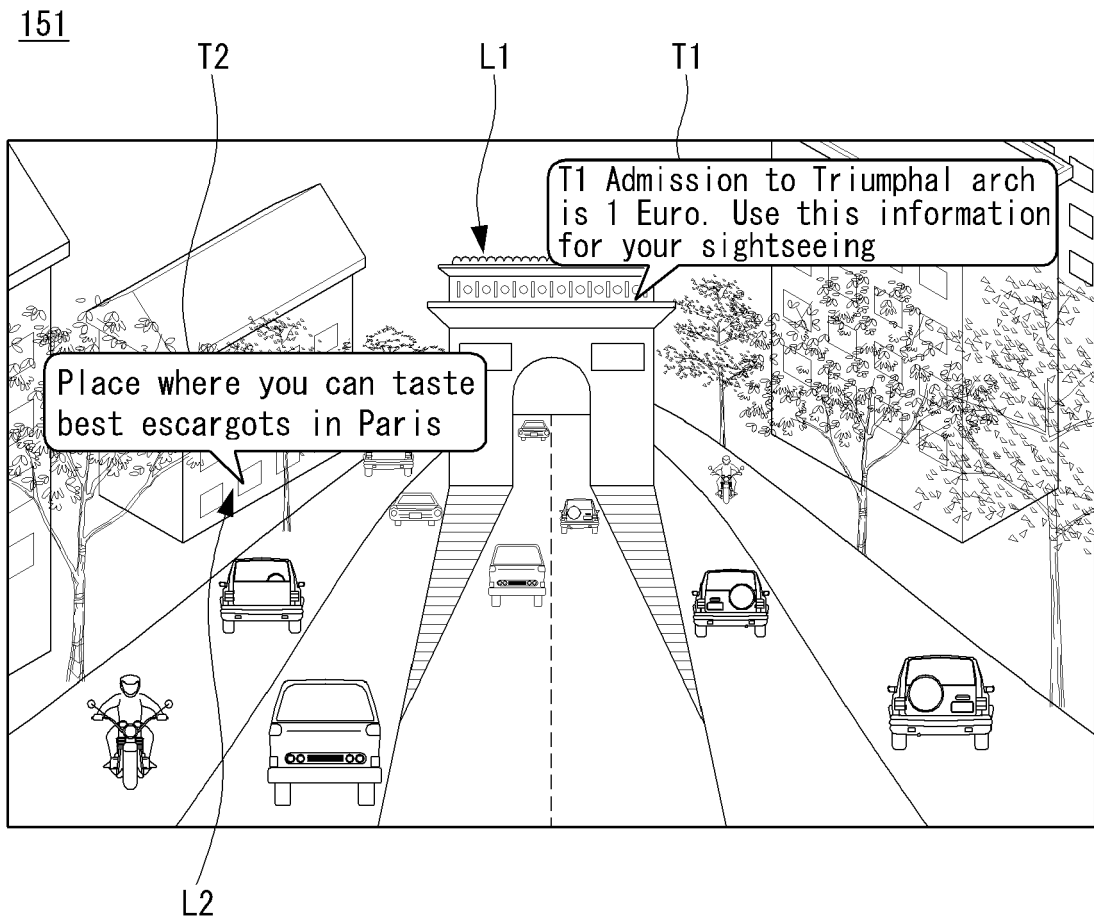 151
T2
L1
T1
T1 Admission to Triumphal arch
is 1 Euro. Use this information
for your sightseeing
Place where you can taste
best escargots in Paris
L2